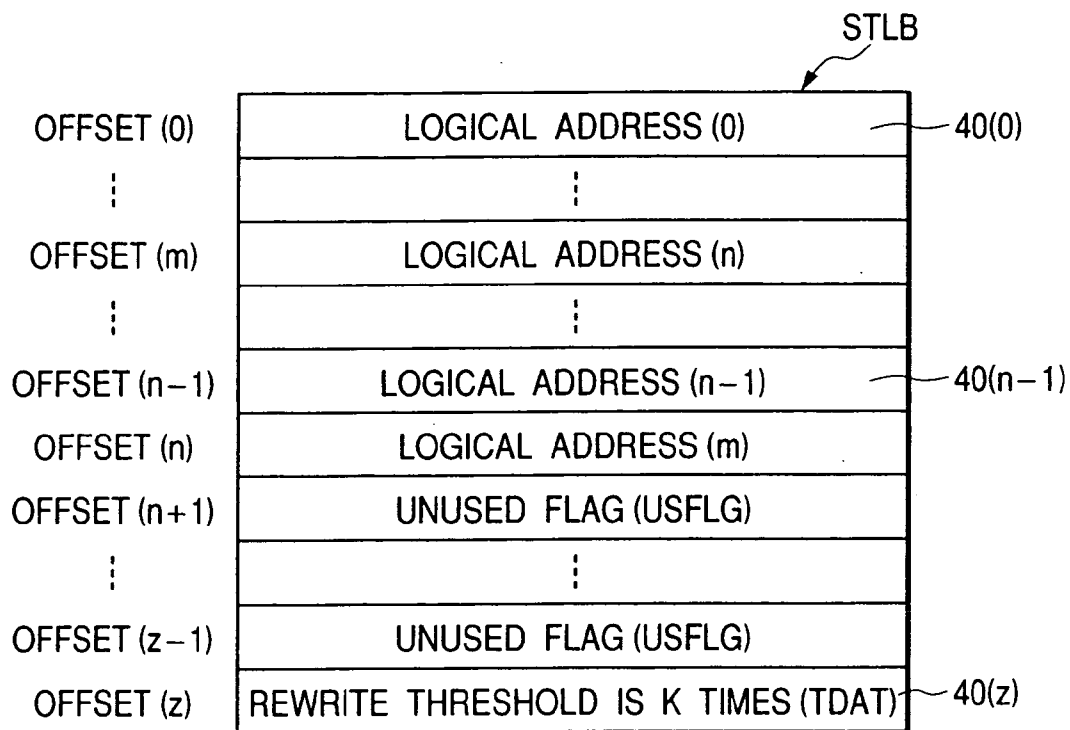 STLB
OFFSET (0) LOGICAL ADDRESS (0) 40(0)
OFFSET (m) LOGICAL ADDRESS (n)
OFFSET (n-1) LOGICAL ADDRESS (n-1) 40(n-1)
OFFSET (n) LOGICAL ADDRESS (m)
OFFSET (n+1) UNUSED FLAG (USFLG)
OFFSET (z-1) UNUSED FLAG (USFLG)
OFFSET (z) REWRITE THRESHOLD IS K TIMES (TDAT) 40(z)